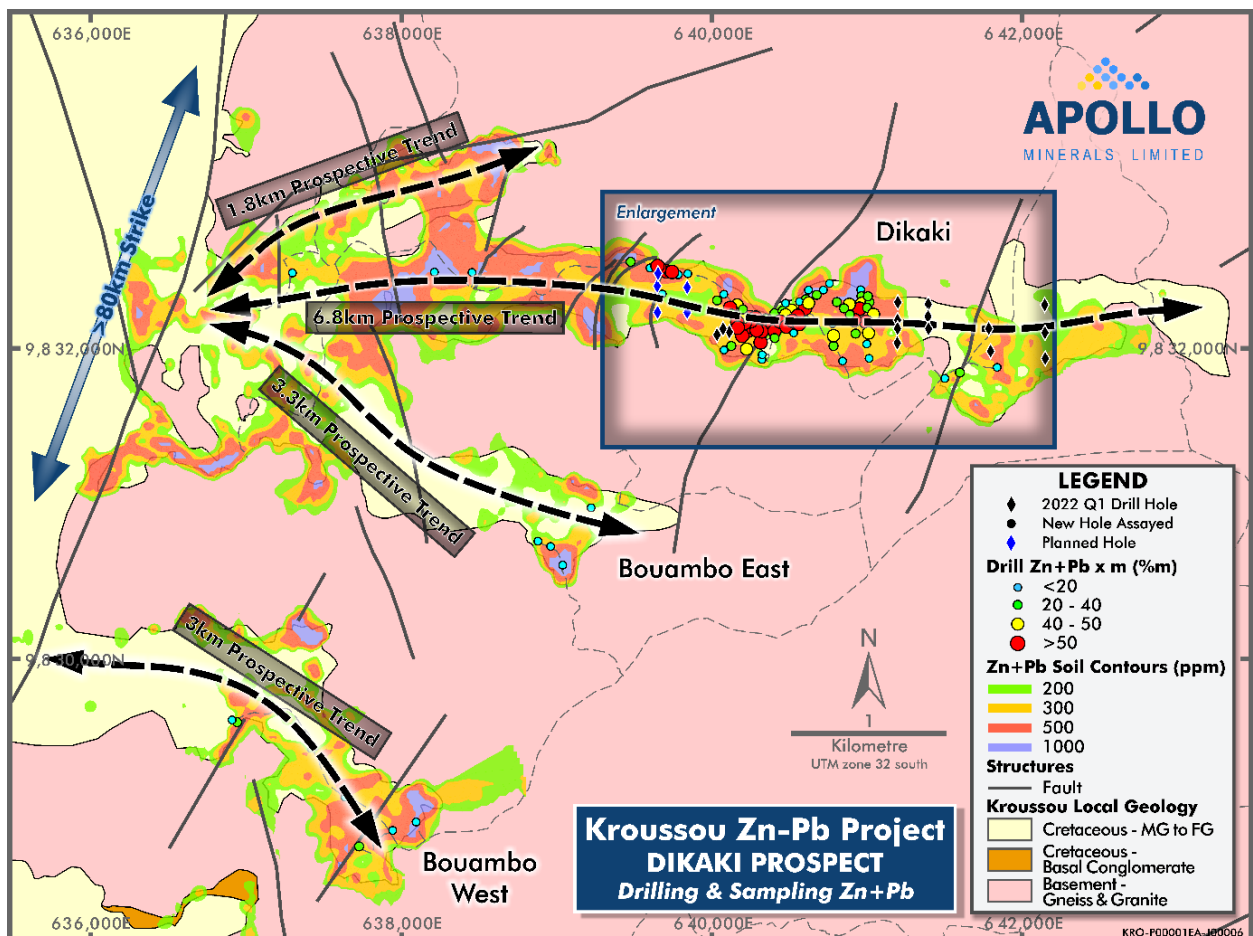 636,000E
638,000E
6 40,000E
6 42,000E
APOLLO
MINERALS LIMITED
1.8km Prospective Trend
>80km Strike
Enlargement
Dikaki
6.8km Prospective Trend
9,8 32,000N
9,8 32,000N
3.3km Prospective Trend
Bouambo East
3km Prospective Trend
9,8 30,000N
Bouambo
West
N
1
Kilometre
UTM zone 32 south
LEGEND
2022 Q1 Drill Hole
New Hole Assayed
Planned Hole
Drill Zn+Pb x m (%m)
<20
20 - 40
40 - 50
>50
Zn+Pb Soil Contours (ppm)
200
300
500
1000
Structures
Fault
Kroussou Local Geology
Cretaceous - MG to FG
Cretaceous -
Basal Conglomerate
Basement -
Gneiss & Granite
Kroussou Zn-Pb Project
DIKAKI PROSPECT
Drilling & Sampling Zn+Pb
636,000E
638,000E
6 40,000E
6 42,000E
KRO-P00001EA-J00006